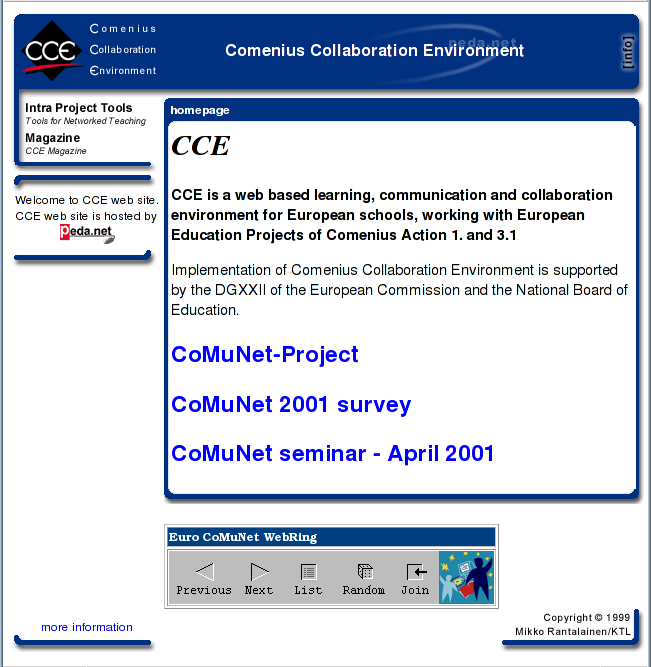 CCE
Comenius
Collaboration
Environment
Comenius Collaboration Environment
peda.net
[info]
Intra Project Tools
Tools for Networked Teaching
Magazine
CCE Magazine
Welcome to CCE web site.
CCE web site is hosted by
peda.net
homepage
CCE
CCE is a web based learning, communication and collaboration
environment for European schools, working with European
Education Projects of Comenius Action 1. and 3.1
Implementation of Comenius Collaboration Environment is supported
by the DGXXII of the European Commission and the National Board of
Education.
CoMuNet-Project
CoMuNet 2001 survey
CoMuNet seminar - April 2001
Euro CoMuNet WebRing
Previous Next List Random Join
more information
Copyright © 1999
Mikko Rantalainen/KTL